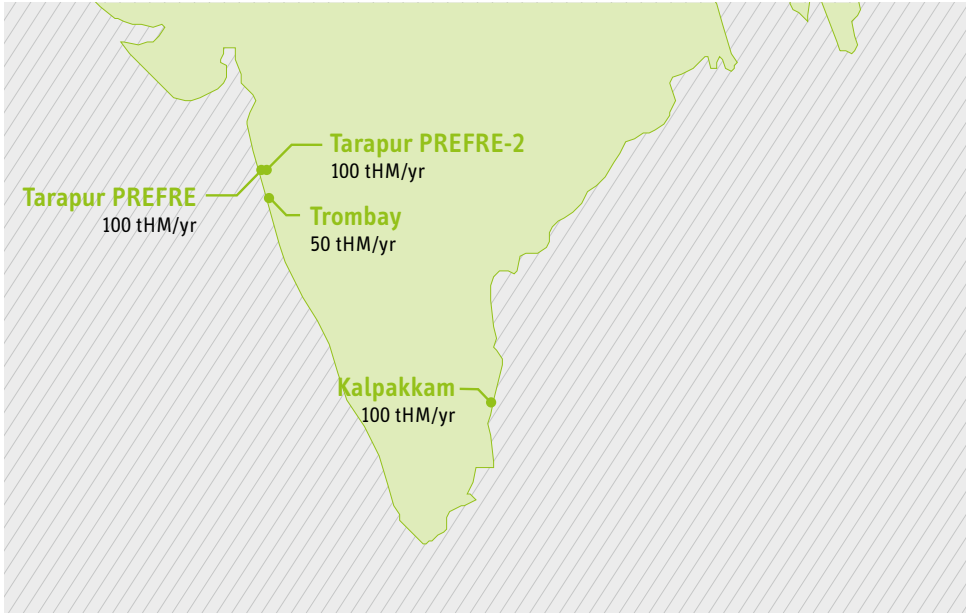 Tarapur PREFRE-2
100 tHM/yr
Tarapur PREFRE
100 tHM/yr
Trombay
50 tHM/yr
Kalpakkam
100 tHM/yr